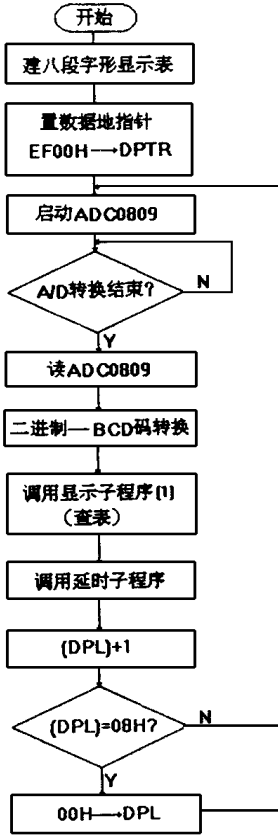 开始
建八段字形显示表
置数据地指针
EF00H→DPTR
启动ADC0809
A/D转换结束?
N
Y
读ADC0809
二进制—BCD码转换
调用显示子程序(1)
(查表)
调用延时子程序
(DPL)+1
(DPL)=08H?
N
Y
00H→DPL